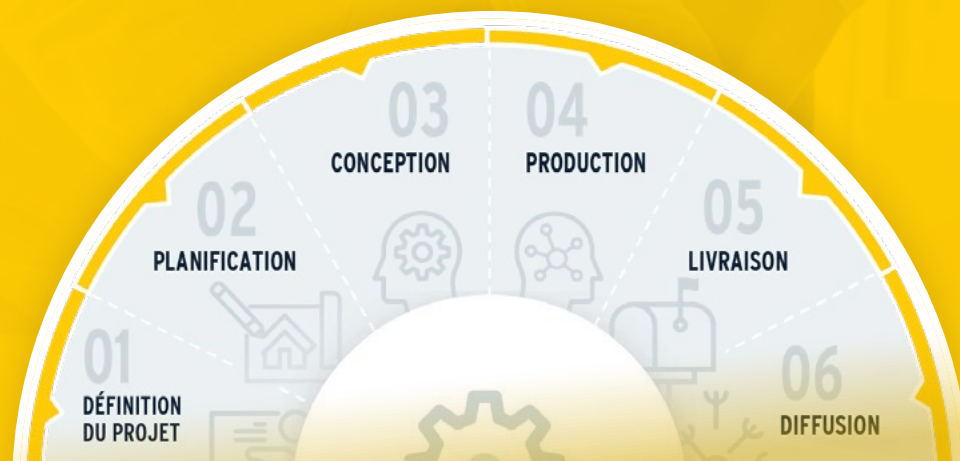 01
DÉFINITION
DU PROJET
02
PLANIFICATION
03
CONCEPTION
04
PRODUCTION
05
LIVRAISON
06
DIFFUSION